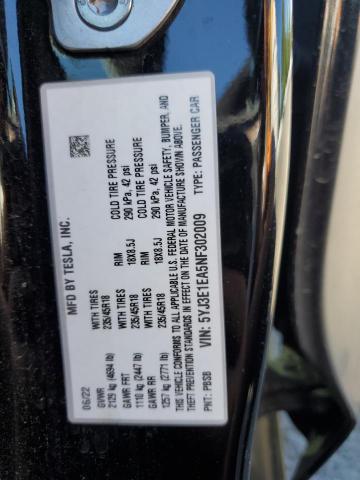 MFD BY TESLA, INC.
06/22
GVWR
2129 kg (4694 lb)
GAWR FRT
1110 kg (2447 lb)
WITH TIRES
235/45R18
RIM
18X8.5J
COLD TIRE PRESSURE
290 kPa, 42 psi
GAWR RR
1257 kg (2771 lb)
WITH TIRES
235/45R18
RIM
18X8.5J
COLD TIRE PRESSURE
290 kPa, 42 psi
THIS VEHICLE CONFORMS TO ALL APPLICABLE U.S. FEDERAL MOTOR VEHICLE SAFETY, BUMPER, AND
THEFT PREVENTION STANDARDS IN EFFECT ON THE DATE OF MANUFACTURE SHOWN ABOVE.
PNT: PBSB
VIN: 5YJ3E1EA5NF302009
TYPE: PASSENGER CAR